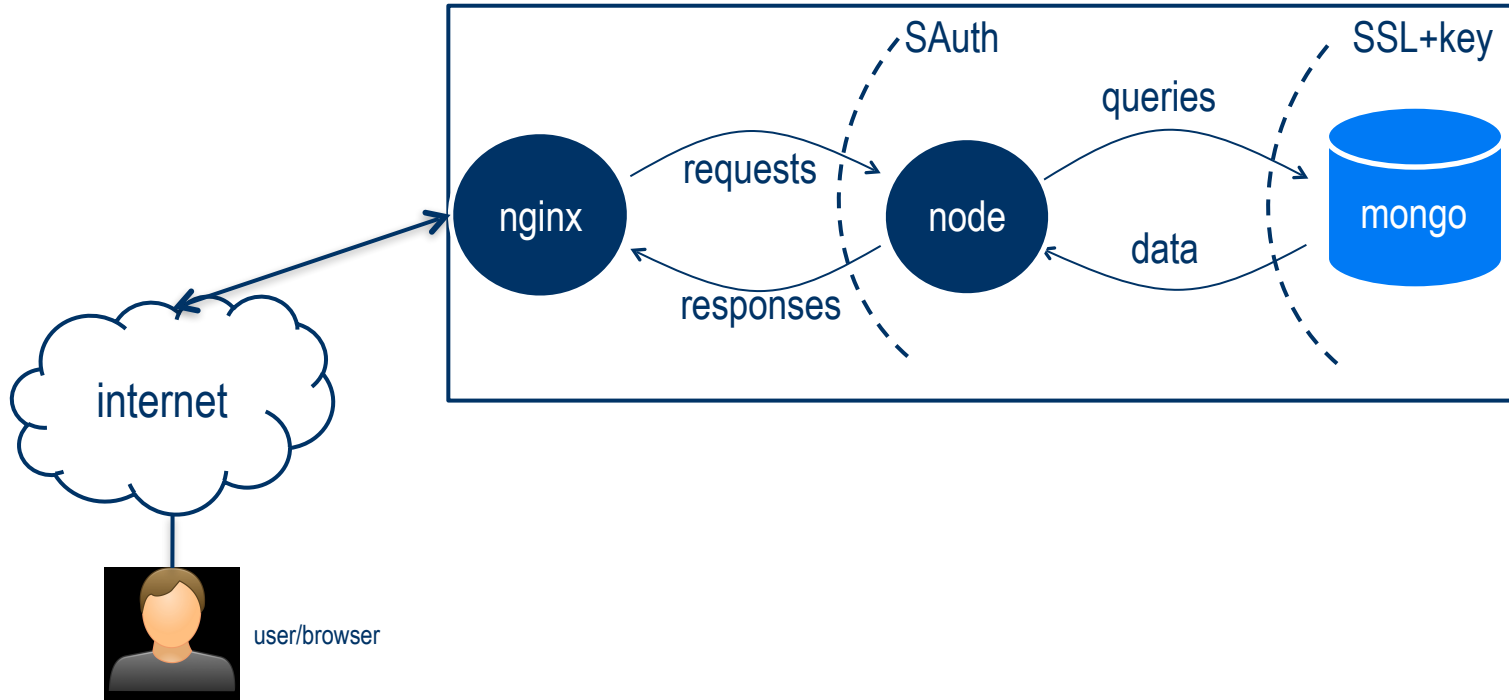 SAuth
SSL+key
queries
requests
nginx
node
mongo
data
responses
internet
user/browser